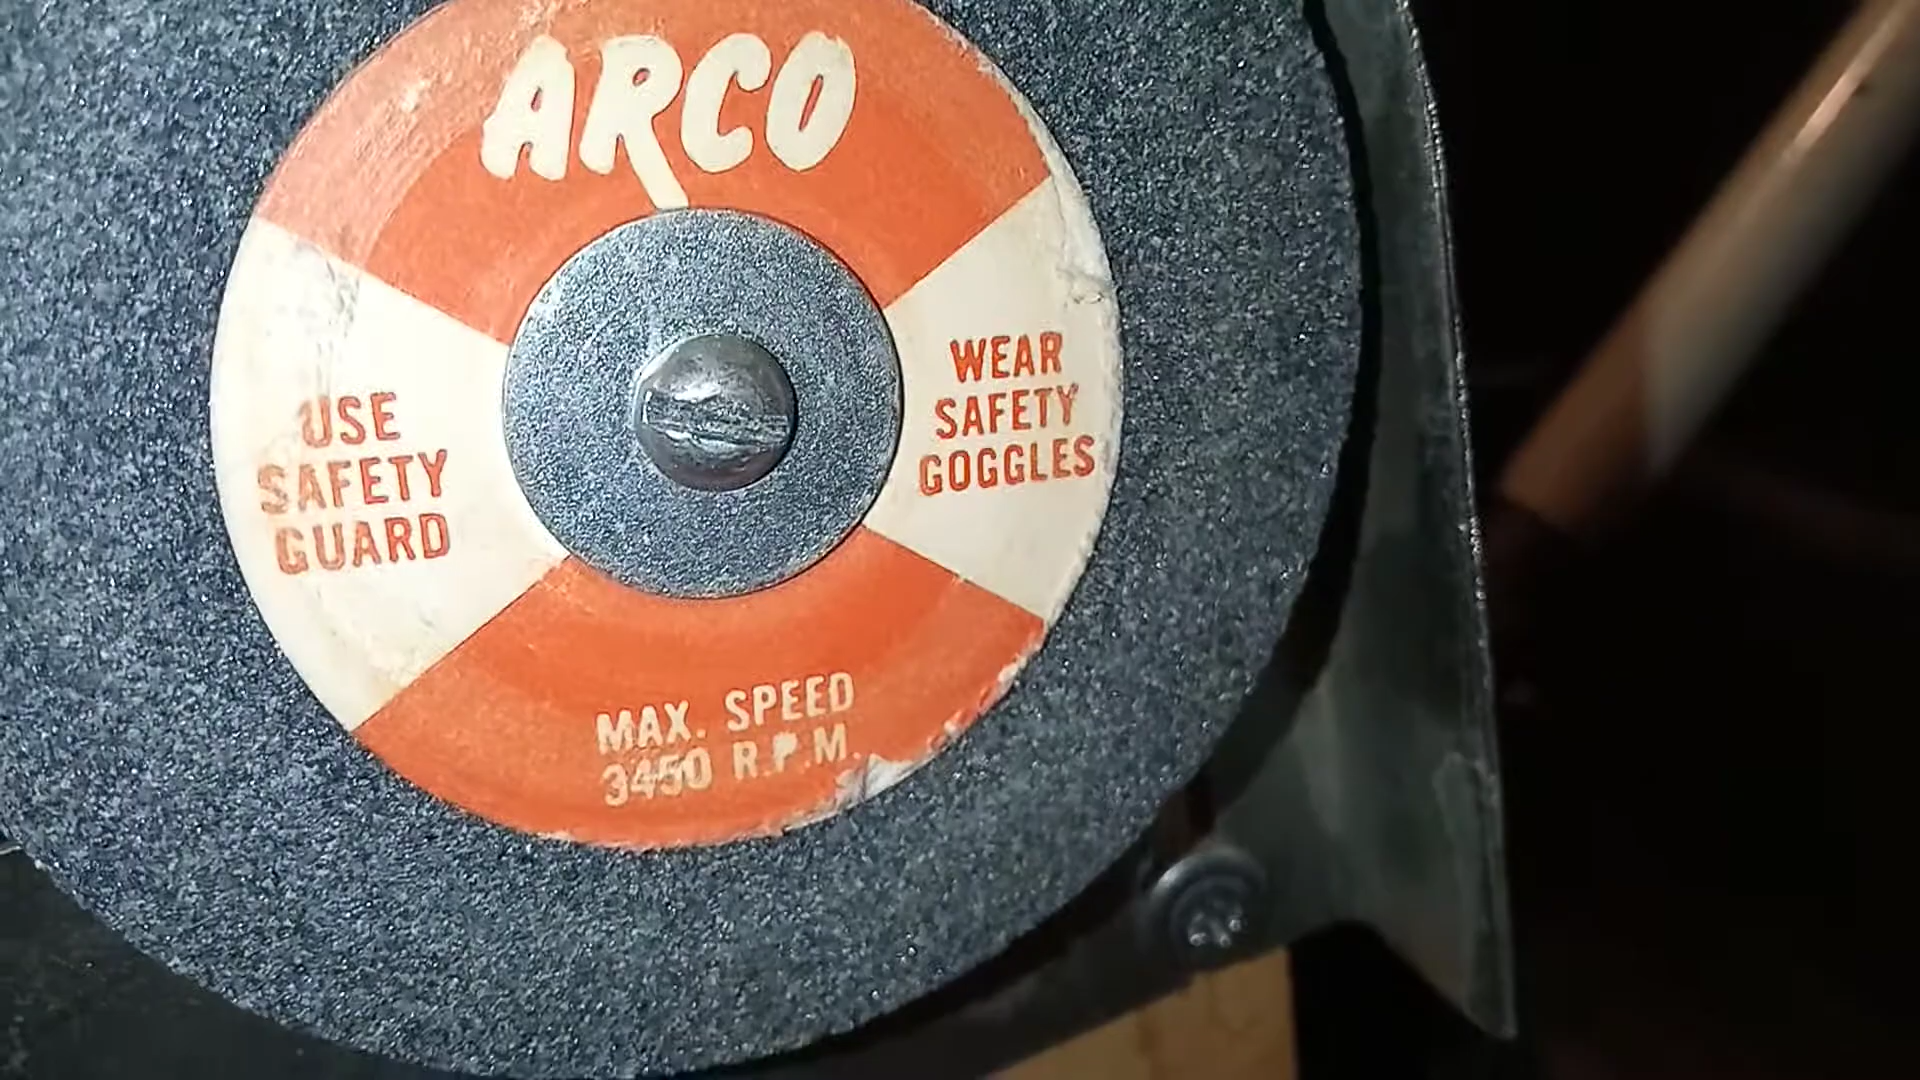 ARCO
USE
SAFETY
GUARD
WEAR
SAFETY
GOGGLES
MAX. SPEED
3450 R.P.M.